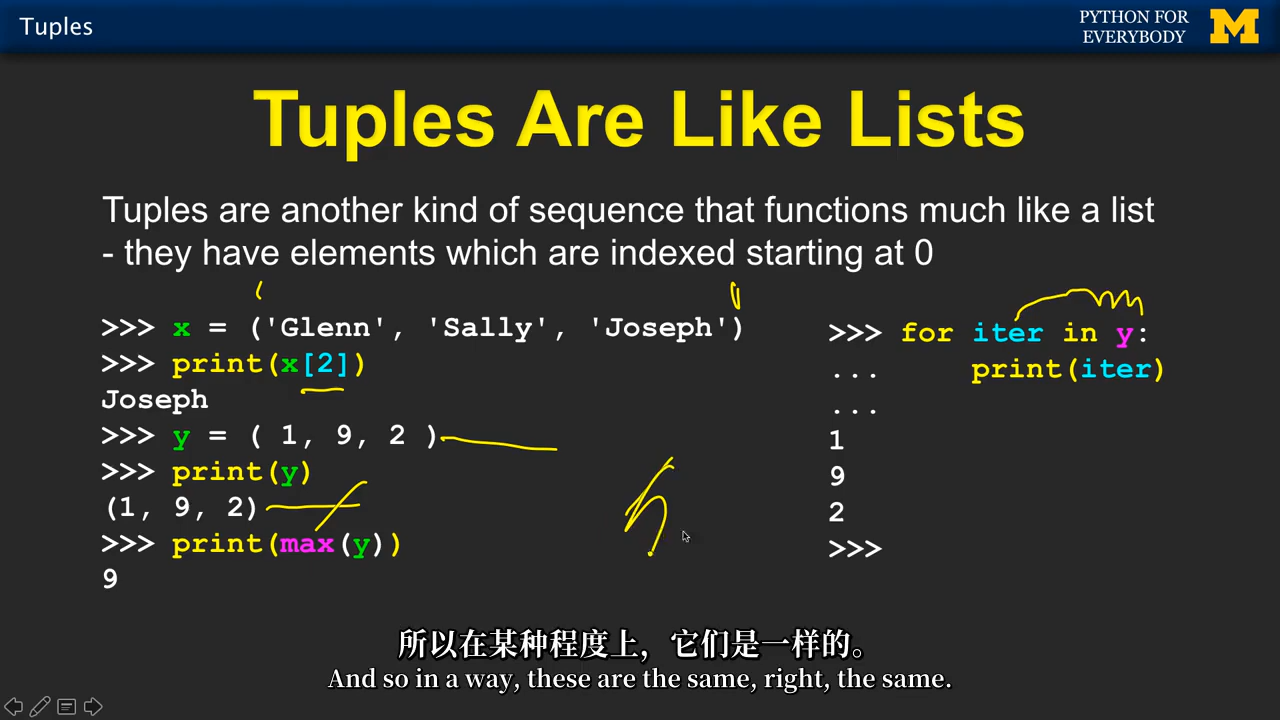 Tuples
PYTHON FOR
EVERYBODY
Tuples Are Like Lists
Tuples are another kind of sequence that functions much like a list
- they have elements which are indexed starting at 0
>>> x = ('Glenn', 'Sally', 'Joseph')
>>> print(x[2])
Joseph
>>> y = ( 1, 9, 2 )
>>> print(y)
(1, 9, 2)
>>> print(max(y))
9
>>> for iter in y:
...     print(iter)
...
1
9
2
>>>
所以在某种程度上，它们是一样的。
And so in a way, these are the same, right, the same.